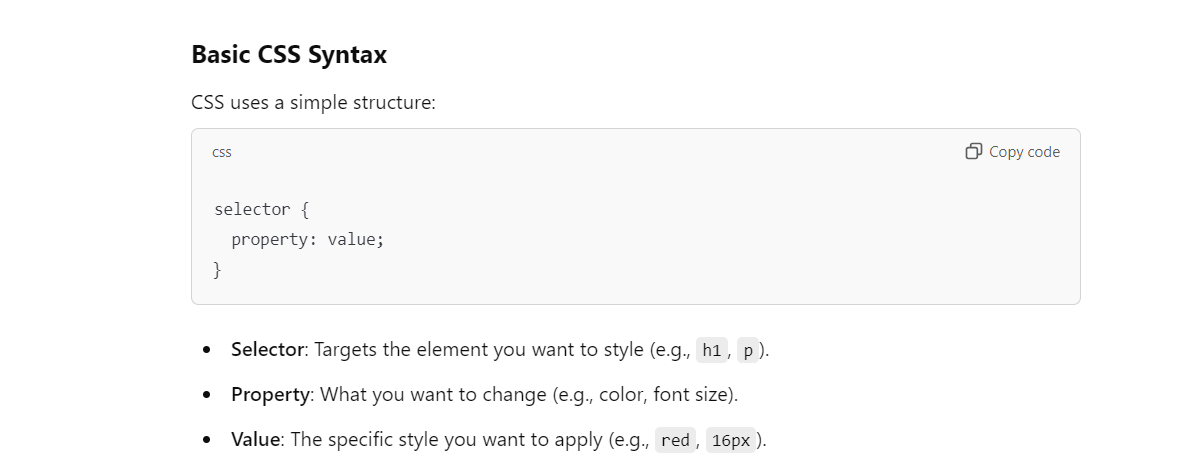 Basic CSS Syntax
CSS uses a simple structure:
css
Copy code
selector {
  property: value;
}
• Selector: Targets the element you want to style (e.g., h1, p).
• Property: What you want to change (e.g., color, font size).
• Value: The specific style you want to apply (e.g., red, 16px).